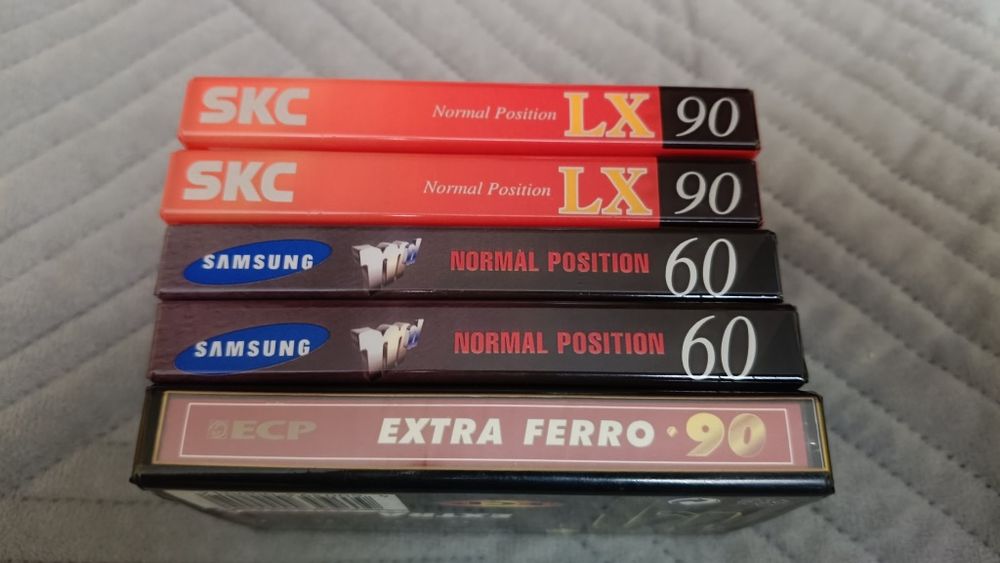 SKC Normal Position LX 90
SKC Normal Position LX 90
SAMSUNG NORMAL POSITION 60
SAMSUNG NORMAL POSITION 60
ECP EXTRA FERRO · 90